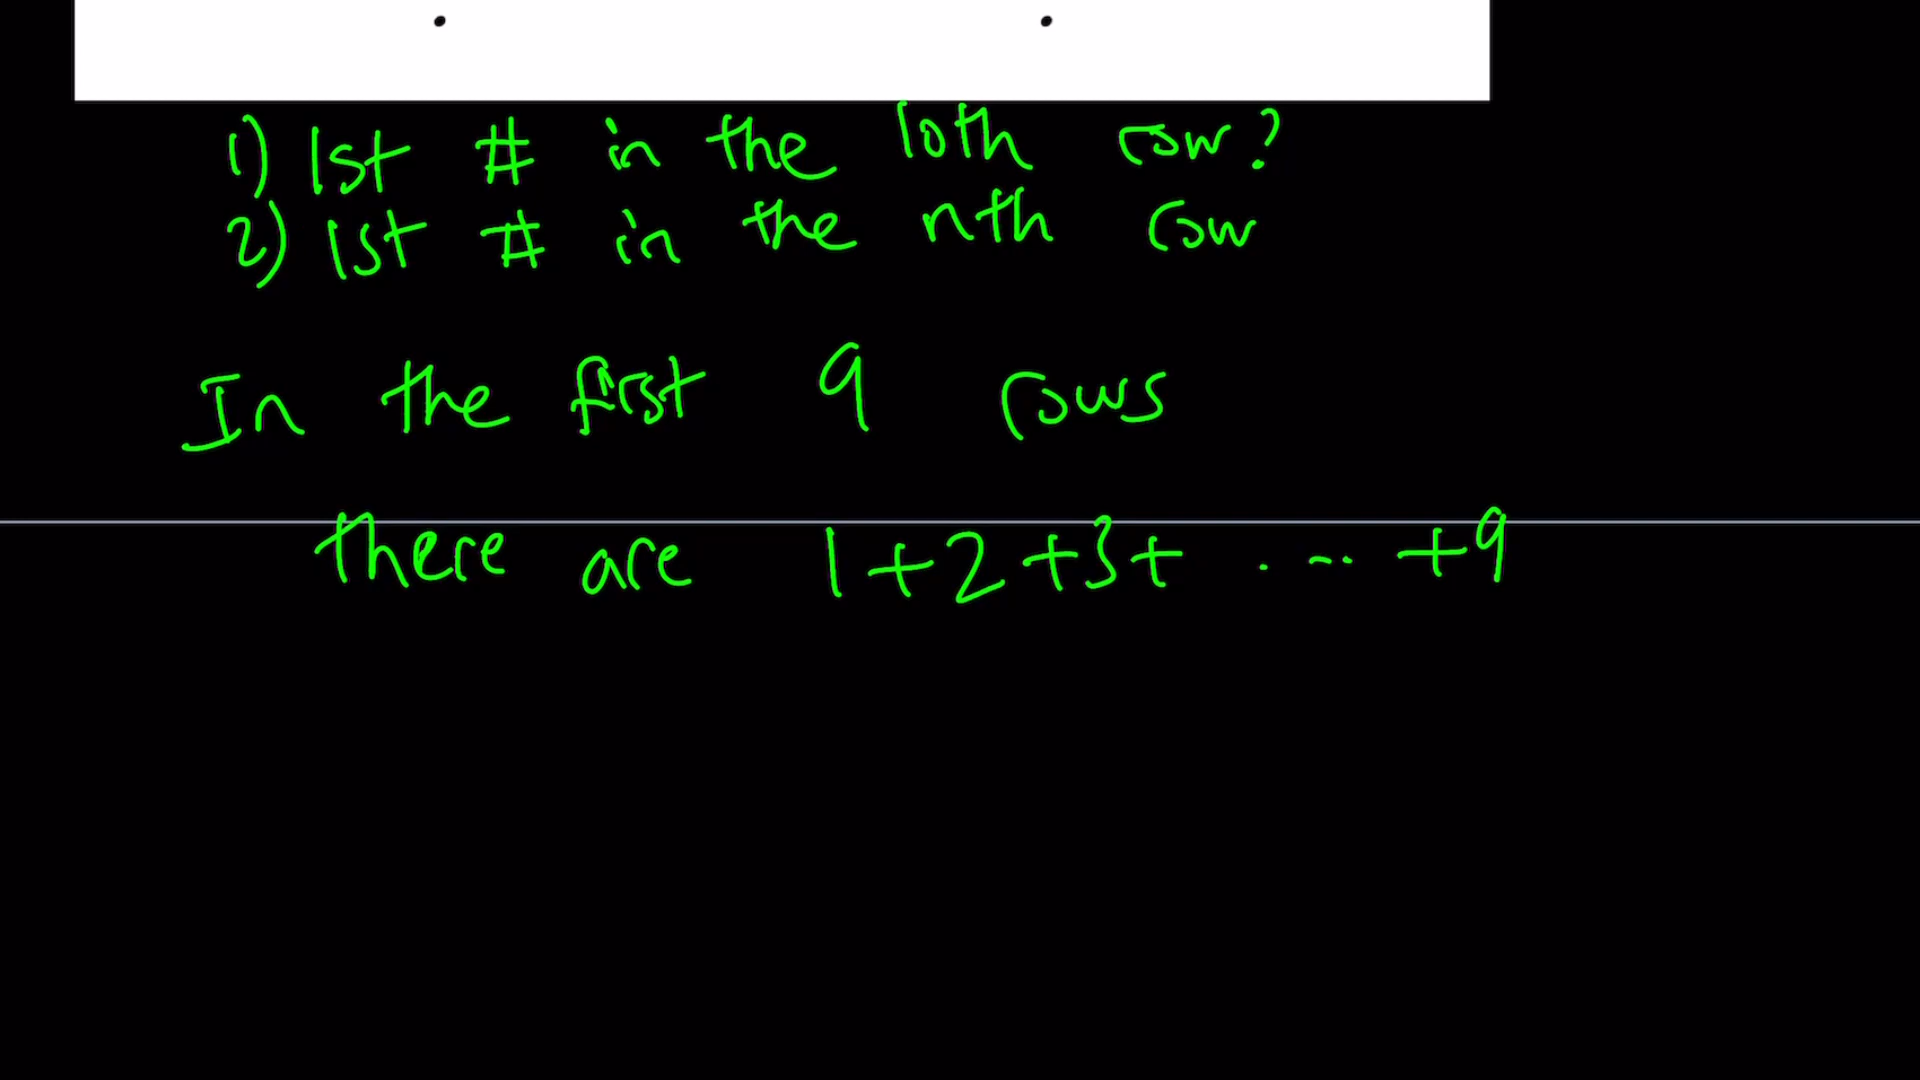 1) 1st # in the 10th row?
2) 1st # in the nth row
In the first 9 rows
there are 1+2+3+ ... +9